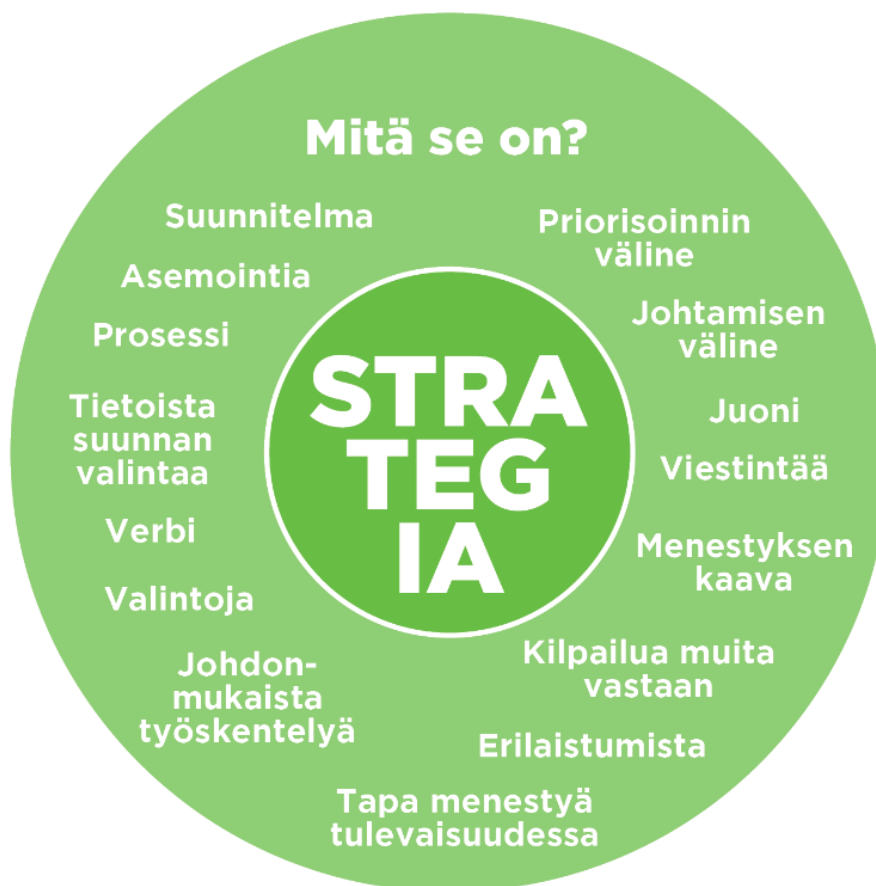 Mitä se on?
Suunnitelma
Asemointia
Prosessi
Tietoista
suunnan
valintaa
Verbi
Valintoja
Johdon-
mukaista
työskentelyä
STRA
TEG
IA
Priorisoinnin
väline
Johtamisen
väline
Juoni
Viestintää
Menestyksen
kaava
Kilpailua muita
vastaan
Erilaistumista
Tapa menestyä
tulevaisuudessa